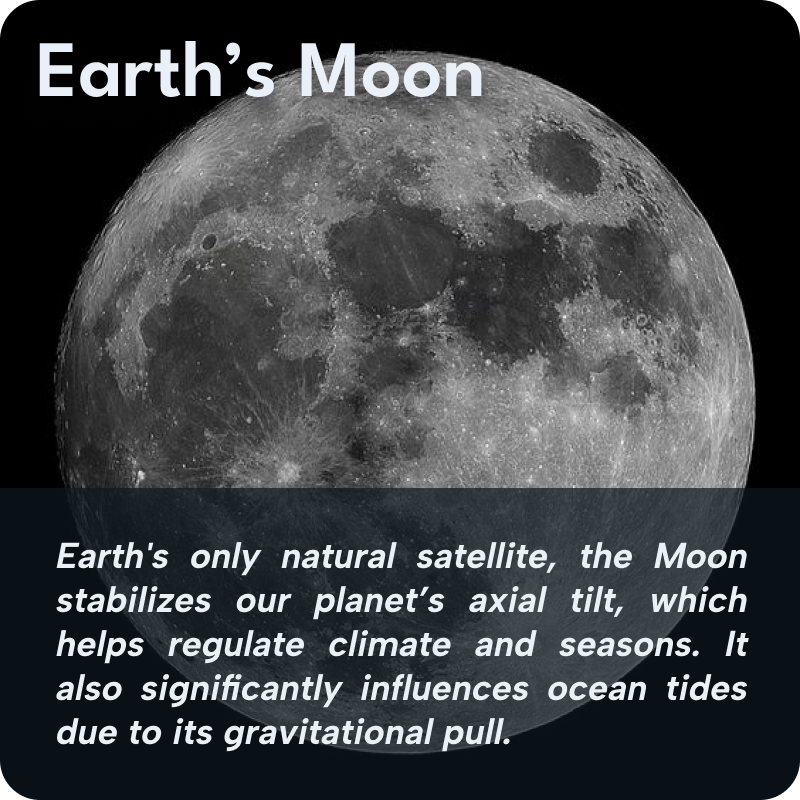 Earth’s Moon
Earth's only natural satellite, the Moon
stabilizes our planet’s axial tilt, which
helps regulate climate and seasons. It
also significantly influences ocean tides
due to its gravitational pull.